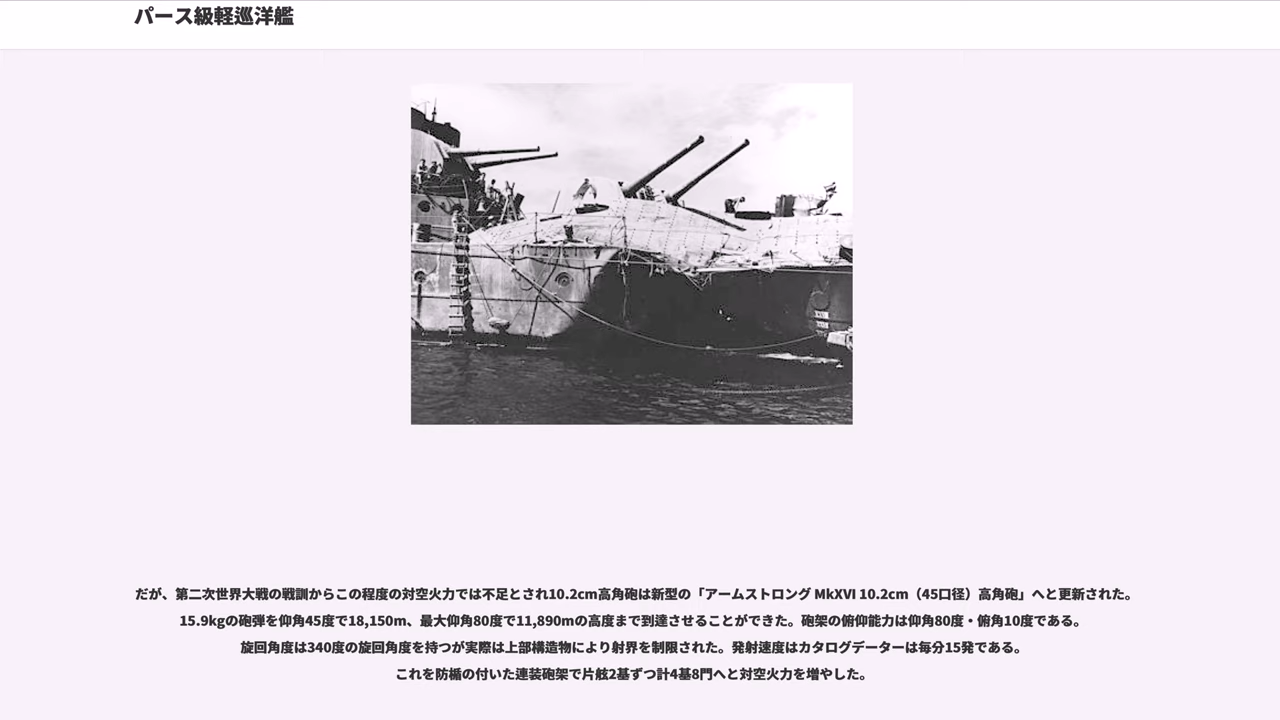 パース級軽巡洋艦
だが、第二次世界大戦の戦訓からこの程度の対空火力では不足とされ10.2cm高角砲は新型の「アームストロング MkXVI 10.2cm（45口径）高角砲」へと更新された。
15.9kgの砲弾を仰角45度で18,150m、最大仰角80度で11,890mの高度まで到達させることができた。砲架の俯仰能力は仰角80度・俯角10度である。
旋回角度は340度の旋回角度を持つが実際は上部構造物により射界を制限された。発射速度はカタログデーターは毎分15発である。
これを防楯の付いた連装砲架で片舷2基ずつ計4基8門へと対空火力を増やした。